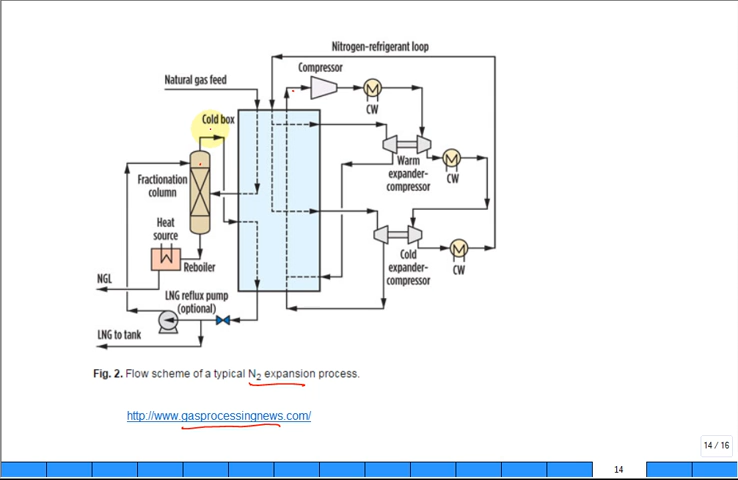 Nitrogen-refrigerant loop
Compressor
Natural gas feed
CW
Cold box
Warm
expander-
compressor
CW
Fractionation
column
Heat
source
Reboiler
Cold
expander-
compressor
CW
NGL
LNG reflux pump
(optional)
LNG to tank
Fig. 2. Flow scheme of a typical N₂ expansion process.
http://www.gasprocessingnews.com/
14 / 16
14